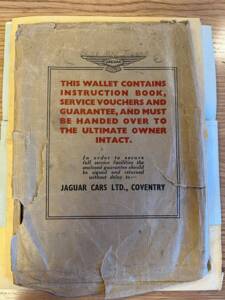 JAGUAR
THIS WALLET CONTAINS
INSTRUCTION BOOK,
SERVICE VOUCHERS AND
GUARANTEE, AND MUST
BE HANDED OVER TO
THE ULTIMATE OWNER
INTACT.
In order to secure
full service facilities the
enclosed guarantee should
be signed and returned
without delay to:—
JAGUAR CARS LTD., COVENTRY